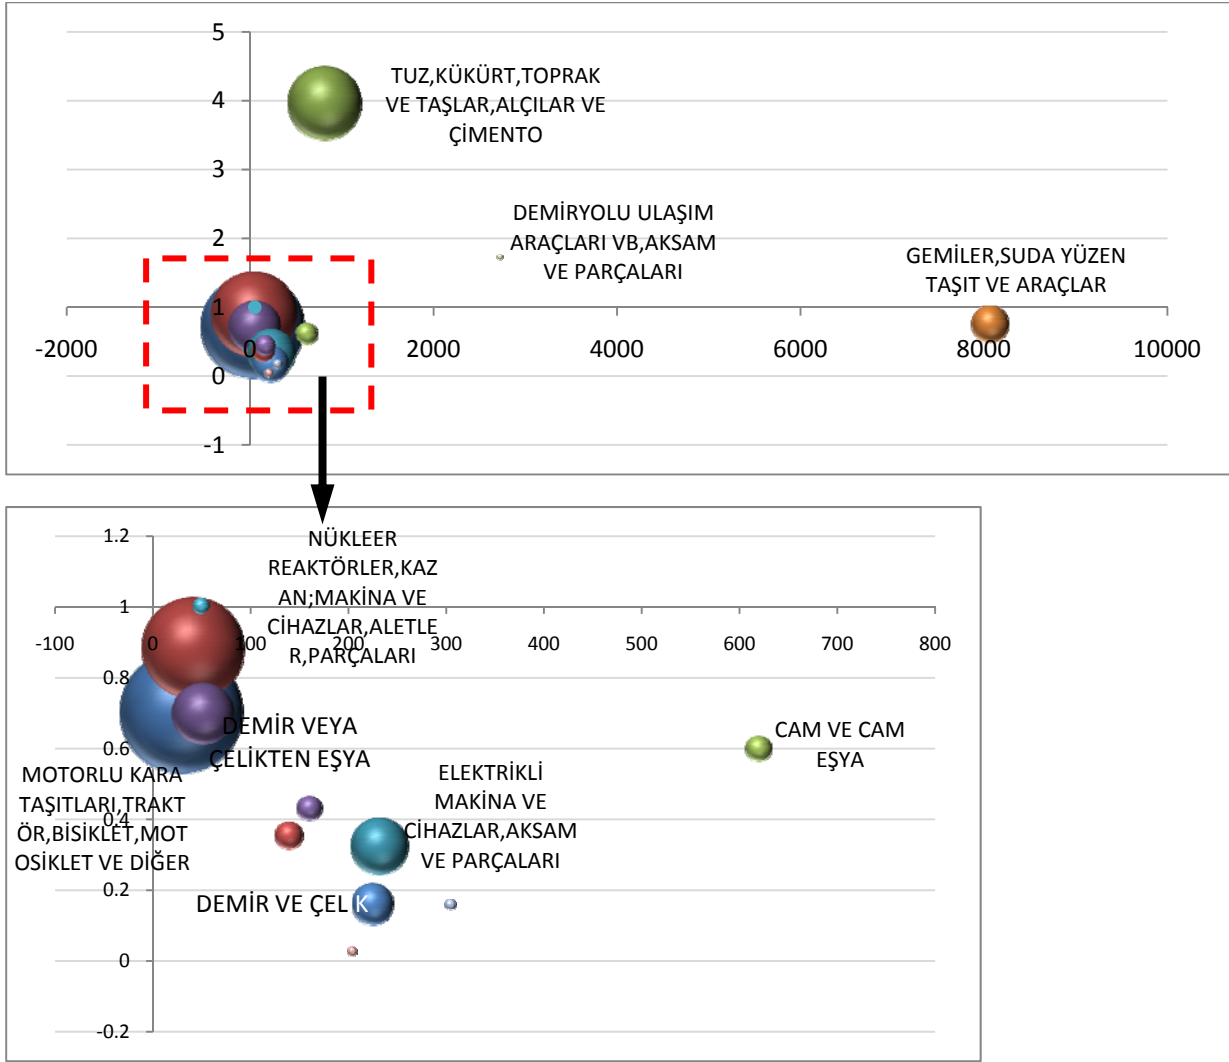 5
TUZ,KÜKÜRT,TOPRAK
VE TAŞLAR,ALÇILAR VE
ÇİMENTO
4
3
DEMİRYOLU ULAŞIM
ARAÇLARI VB,AKSAM
VE PARÇALARI
2
GEMİLER,SUDA YÜZEN
TAŞIT VE ARAÇLAR
1
-2000 0 2000 4000 6000 8000 10000
0
-1
1.2
NÜKLEER
REAKTÖRLER,KAZ
AN;MAKİNA VE
CİHAZLAR,ALETLE
R,PARÇALARI
1
-100 0 100 200 300 400 500 600 700 800
0.8
DEMİR VEYA
ÇELİKTEN EŞYA
CAM VE CAM
EŞYA
0.6
MOTORLU KARA
TAŞITLARI,TRAKT
ÖR,BİSİKLET,MOT
OSİKLET VE DİĞER
ELEKTRİKLİ
MAKİNA VE
CİHAZLAR,AKSAM
VE PARÇALARI
0.4
0.2
DEMİR VE ÇEL K
0
-0.2